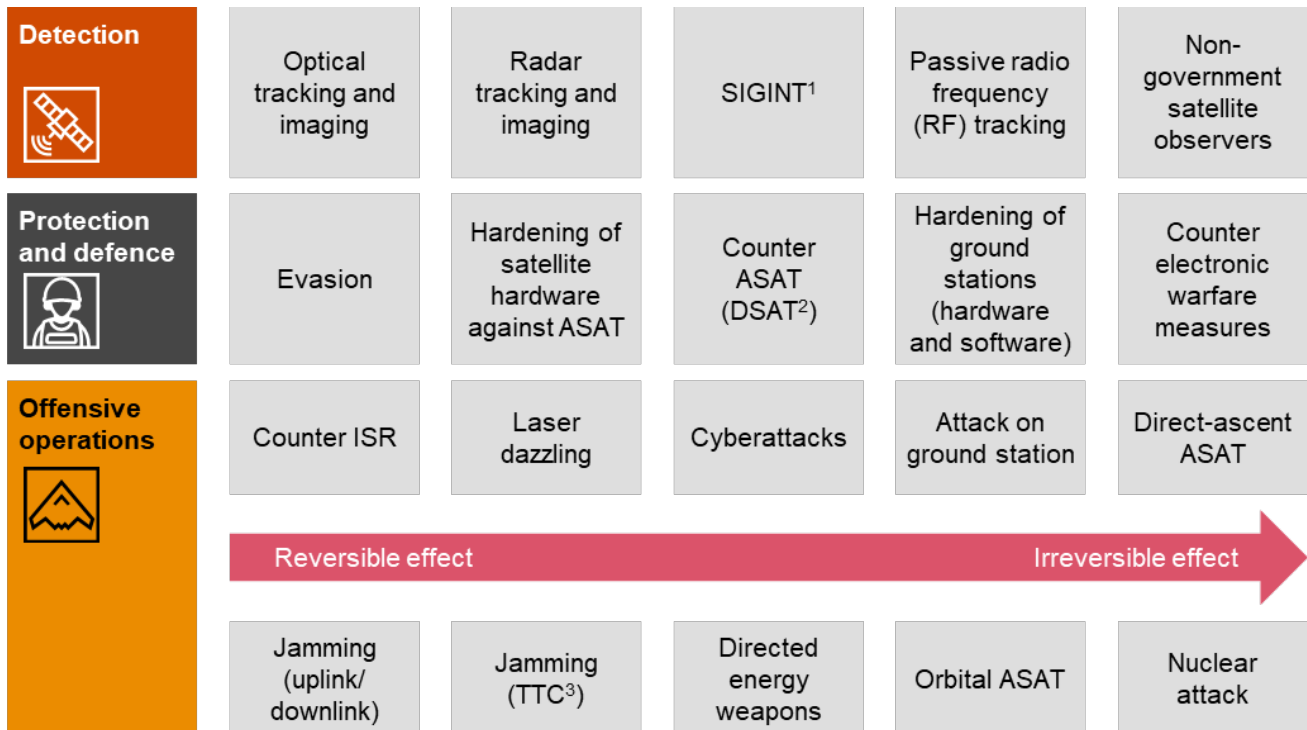 Detection
Optical
tracking and
imaging
Radar
tracking and
imaging
SIGINT¹
Passive radio
frequency
(RF) tracking
Non-
government
satellite
observers
Protection
and defence
Evasion
Hardening of
satellite
hardware
against ASAT
Counter
ASAT
(DSAT²)
Hardening of
ground
stations
(hardware
and software)
Counter
electronic
warfare
measures
Offensive
operations
Counter ISR
Laser
dazzling
Cyberattacks
Attack on
ground station
Direct-ascent
ASAT
Reversible effect
Irreversible effect
Jamming
(uplink/
downlink)
Jamming
(TTC³)
Directed
energy
weapons
Orbital ASAT
Nuclear
attack